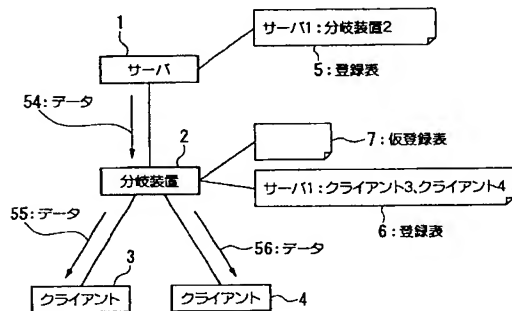 1
サーバ1:分岐装置2
サーバ
5:登録表
54:データ
2
7:仮登録表
分岐装置
サーバ1:クライアント3、クライアント4
55:データ
56:データ
6:登録表
3
クライアント
クライアント
4